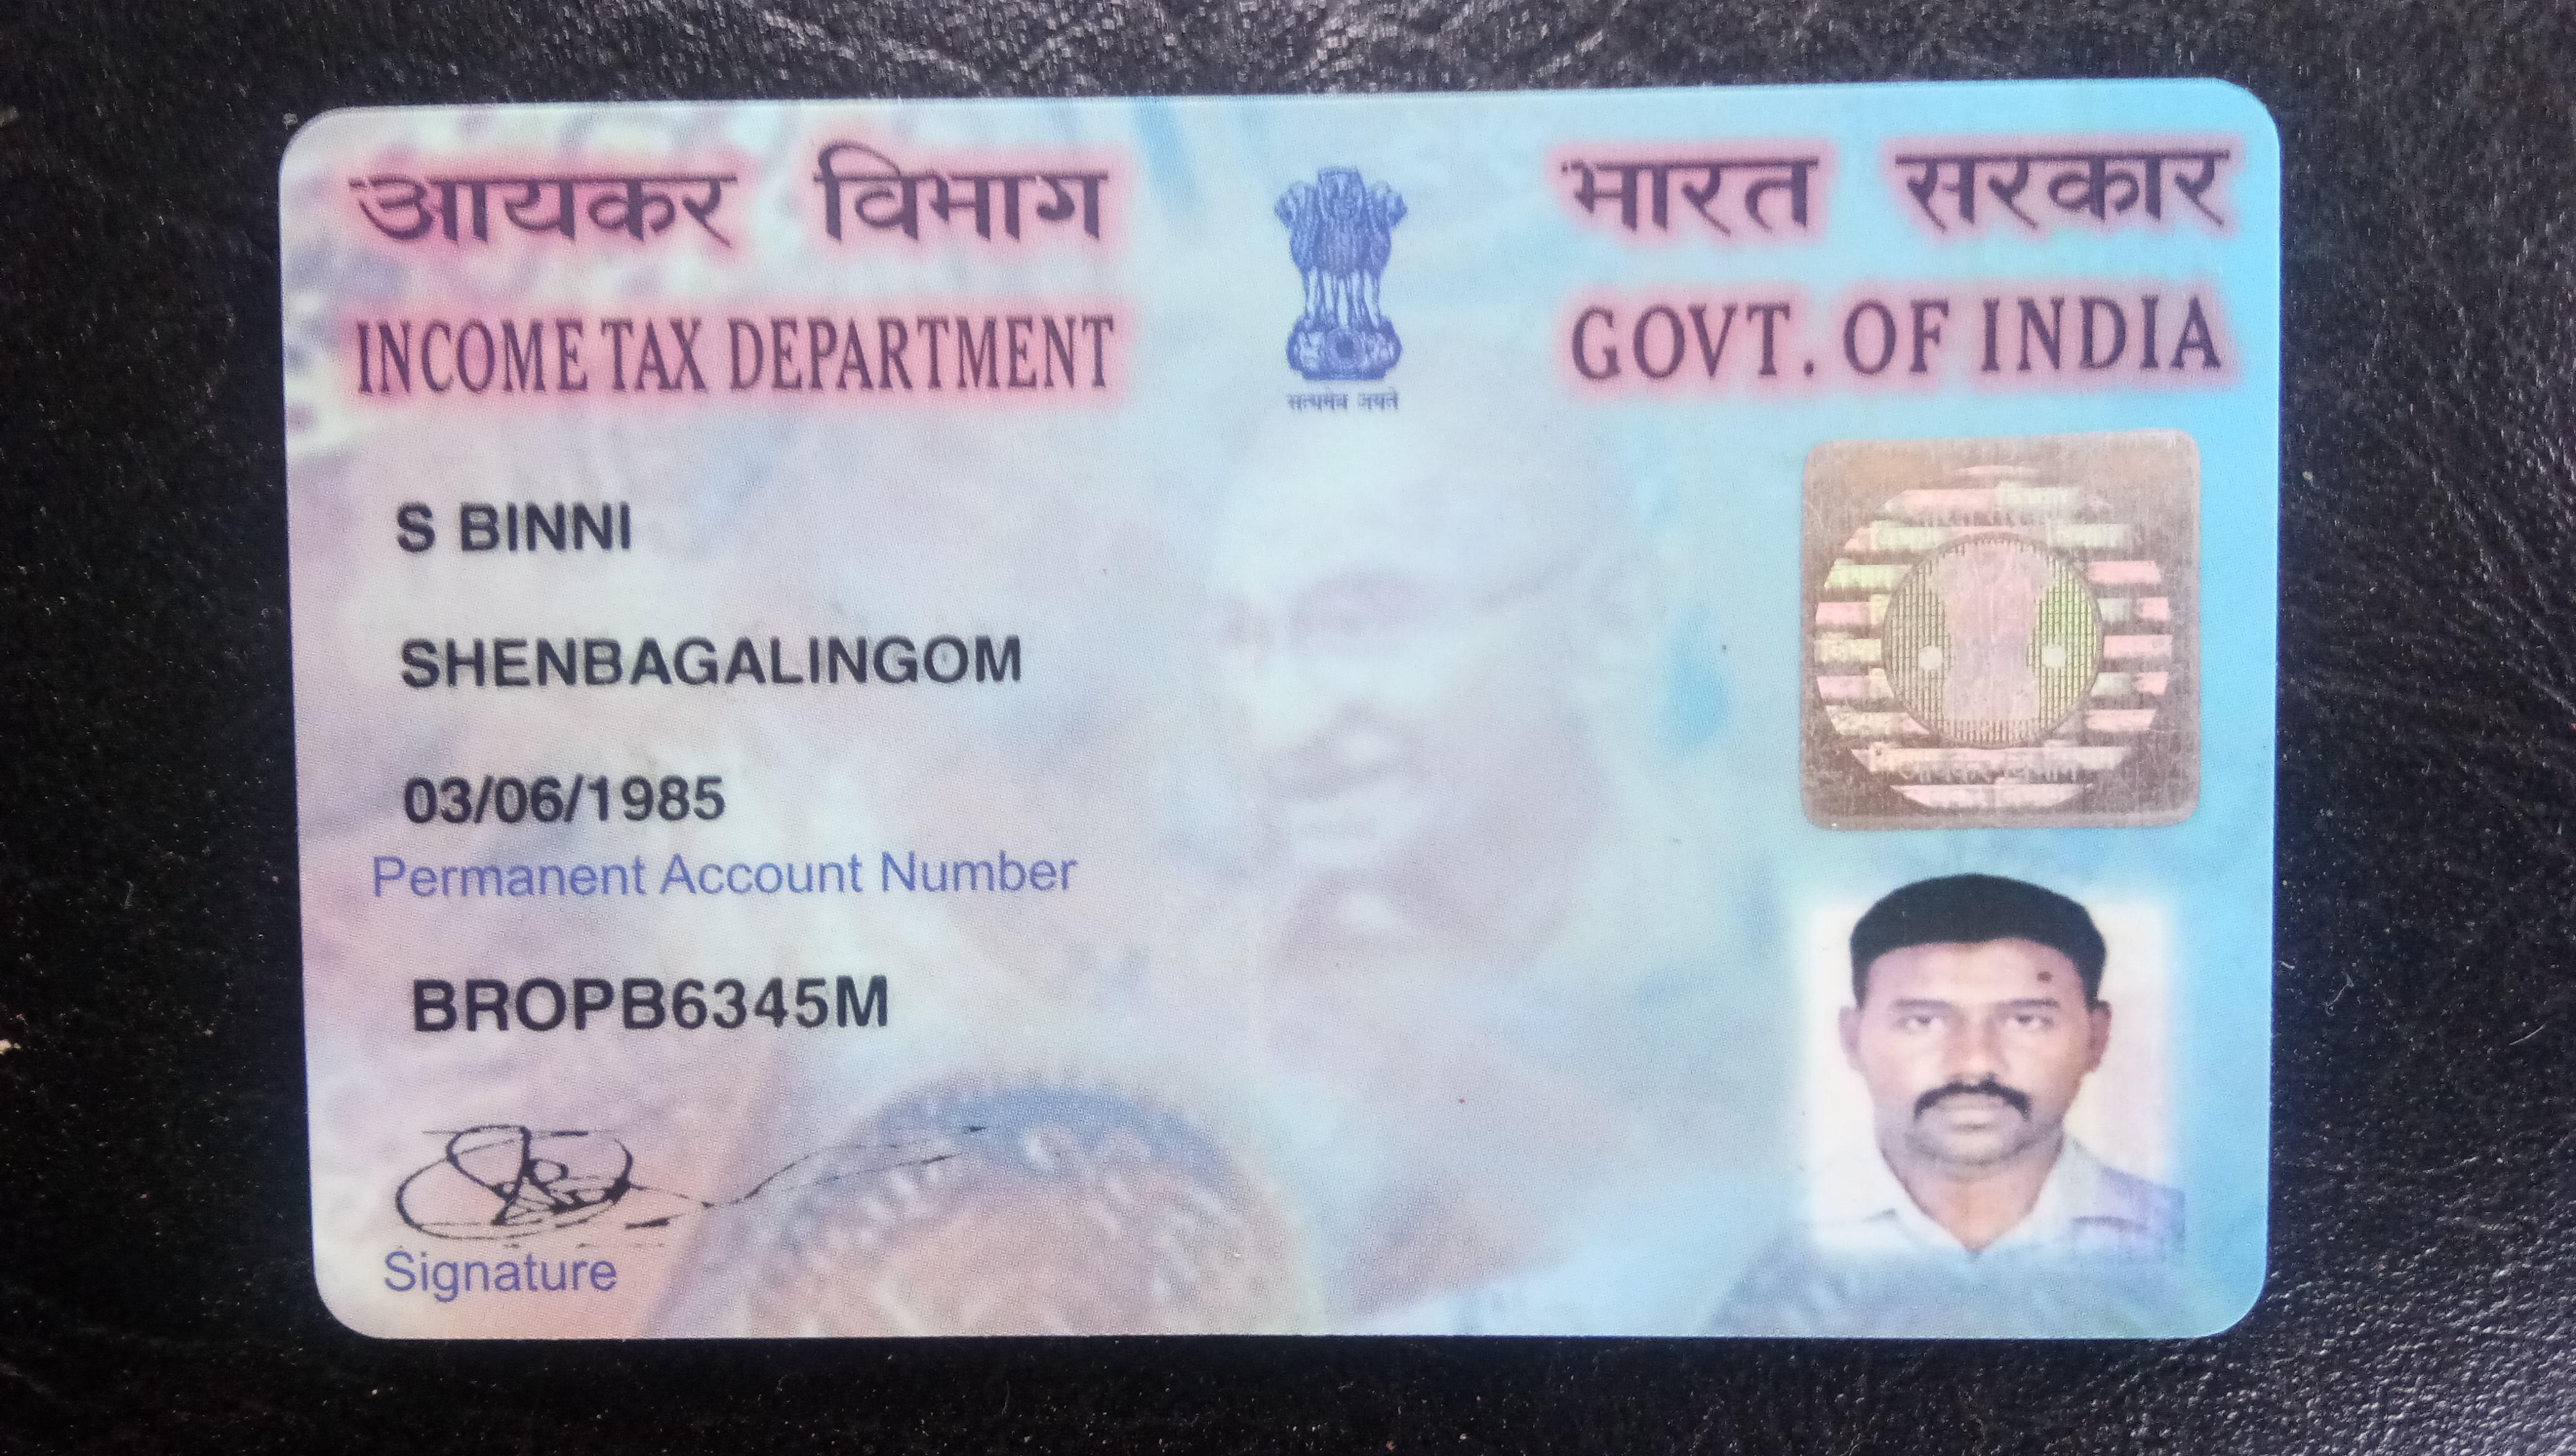 आयकर विभाग
INCOME TAX DEPARTMENT
सत्यमेव जयते
भारत सरकार
GOVT. OF INDIA
S BINNI
SHENBAGALINGOM
03/06/1985
Permanent Account Number
BROPB6345M
Signature